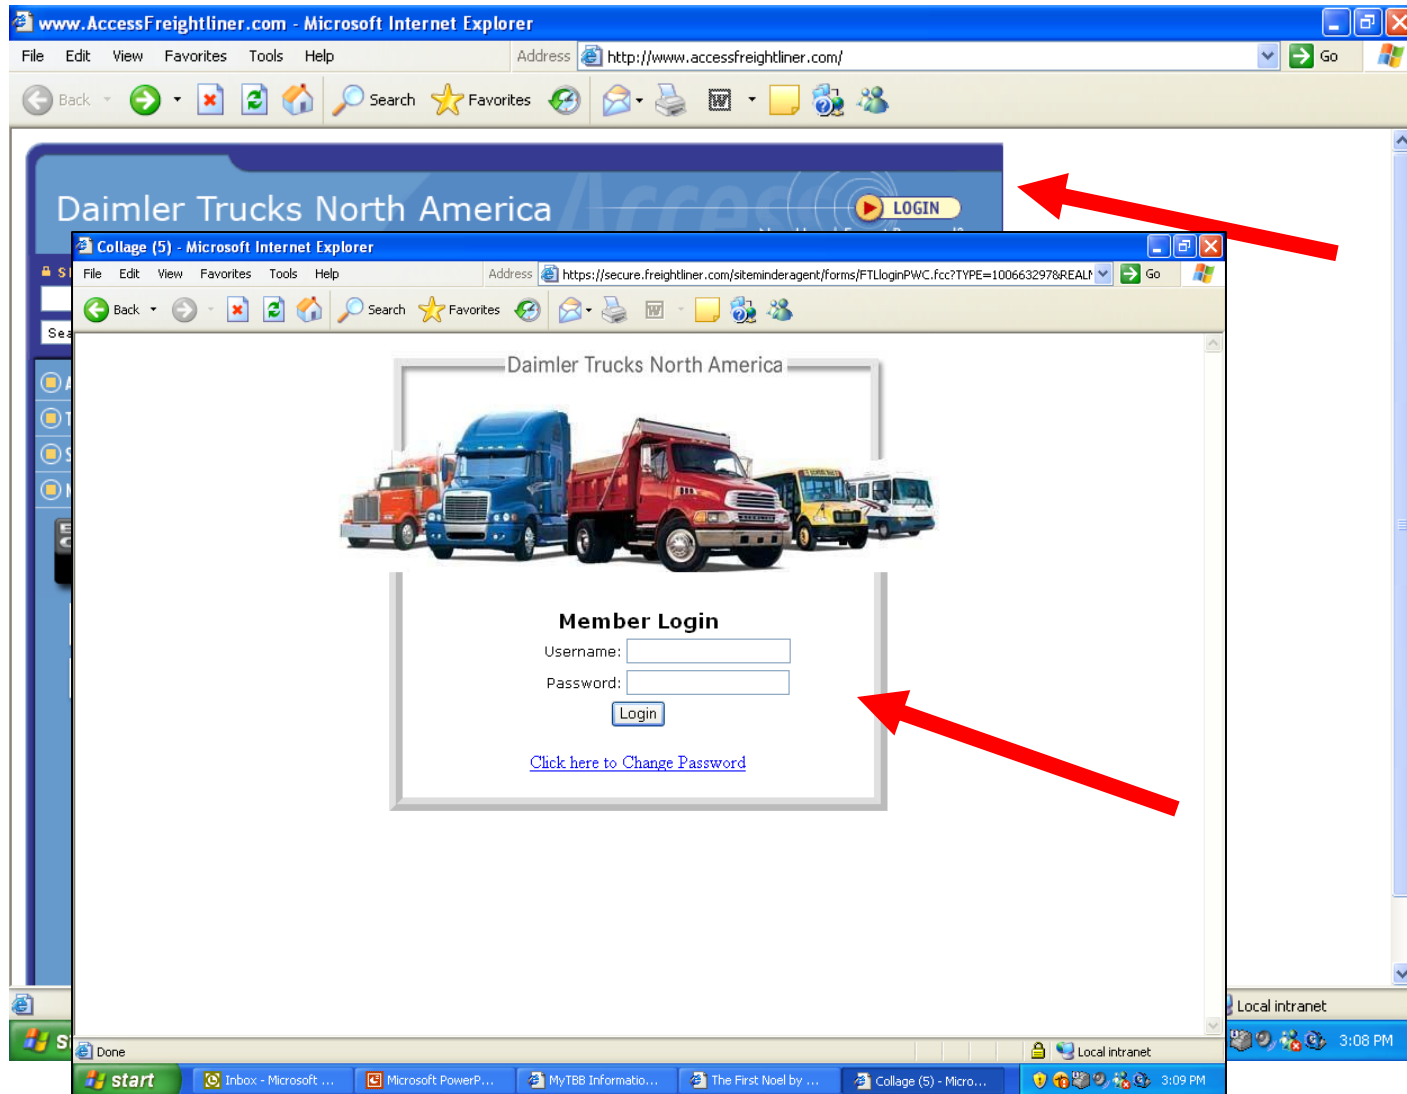 www.AccessFreightliner.com - Microsoft Internet Explorer
File Edit View Favorites Tools Help Address http://www.accessfreightliner.com/ Go
Back Search Favorites
Daimler Trucks North America
Access
LOGIN
Collage (5) - Microsoft Internet Explorer
File Edit View Favorites Tools Help Address https://secure.freightliner.com/siteminderagent/forms/FTLloginPWC.fcc?TYPE=100663297&REALM Go
Back Search Favorites
Daimler Trucks North America
Member Login
Username:
Password:
Login
Click here to Change Password
Local intranet
3:08 PM
Done Local intranet
start Inbox - Microsoft ... Microsoft PowerP... MyTBB Informatio... The First Noel by ... Collage (5) - Micro... 3:09 PM